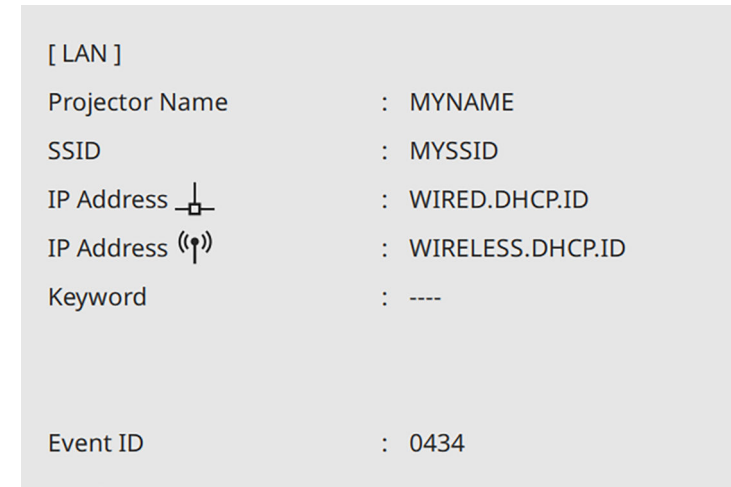 [ LAN ]
Projector Name : MYNAME
SSID : MYSSID
IP Address : WIRED.DHCP.ID
IP Address : WIRELESS.DHCP.ID
Keyword : ----
Event ID : 0434